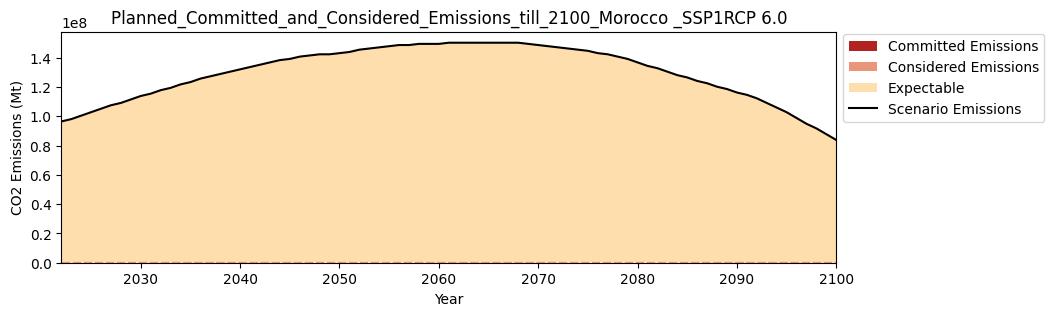 Planned_Committed_and_Considered_Emissions_till_2100_Morocco _SSP1RCP 6.0
1e8
CO2 Emissions (Mt)
1.4
1.2
1.0
0.8
0.6
0.4
0.2
0.0
2030 2040 2050 2060 2070 2080 2090 2100
Year
Committed Emissions
Considered Emissions
Expectable
Scenario Emissions